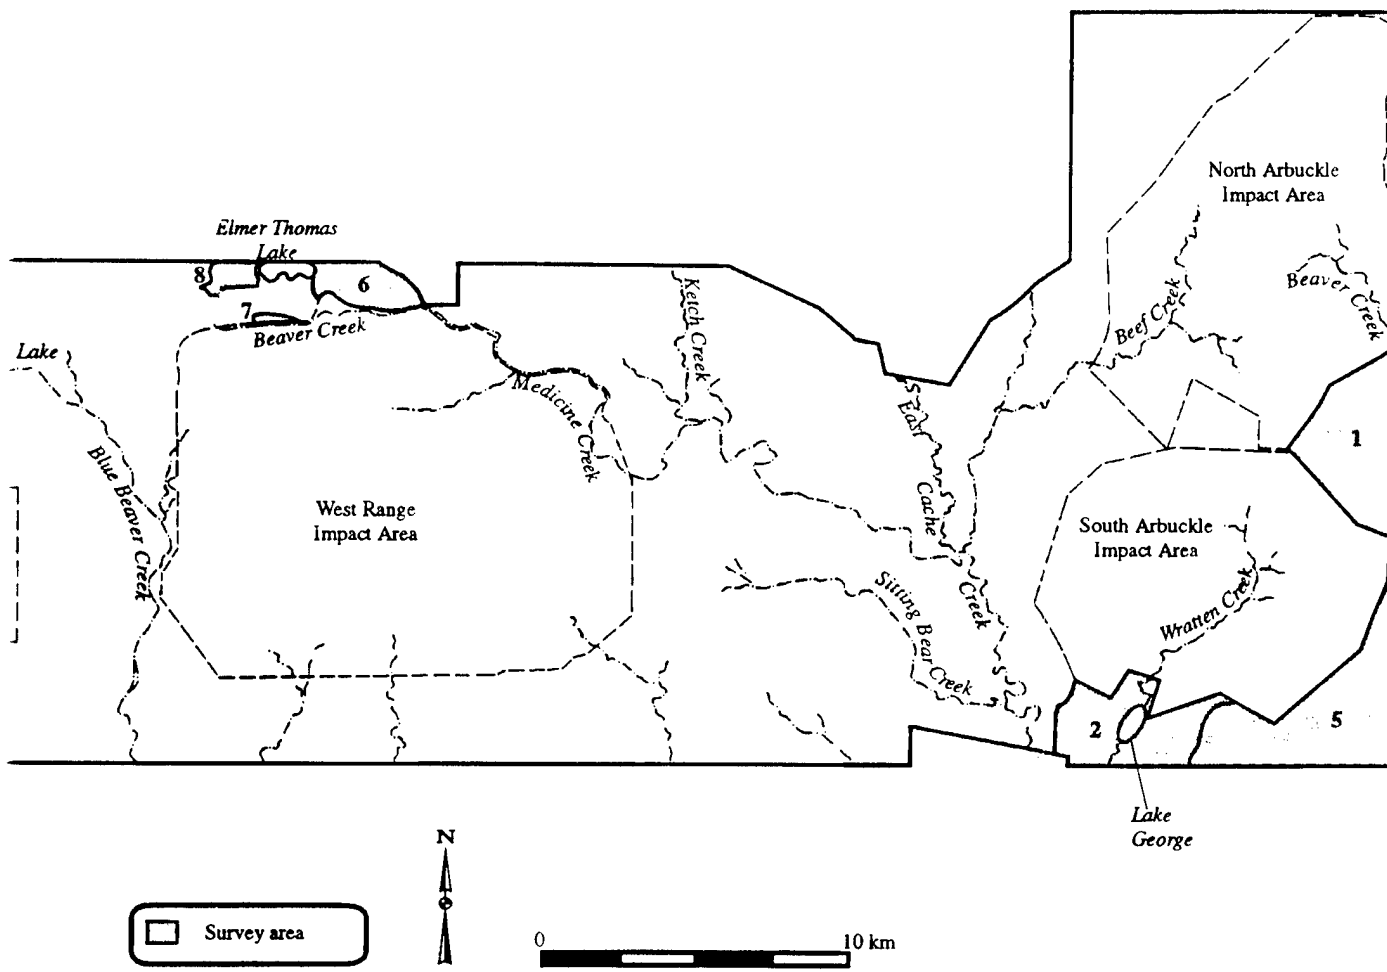 North Arbuckle
Impact Area
Elmer Thomas
Lake
8
6
7
Beaver Creek
Ketch Creek
Beef Creek
Beaver Creek
Lake
Medicine Creek
East Cache Creek
1
Blue Beaver Creek
West Range
Impact Area
South Arbuckle
Impact Area
Sitting Bear Creek
Wratten Creek
2
5
Lake
George
N
Survey area
0
10 km